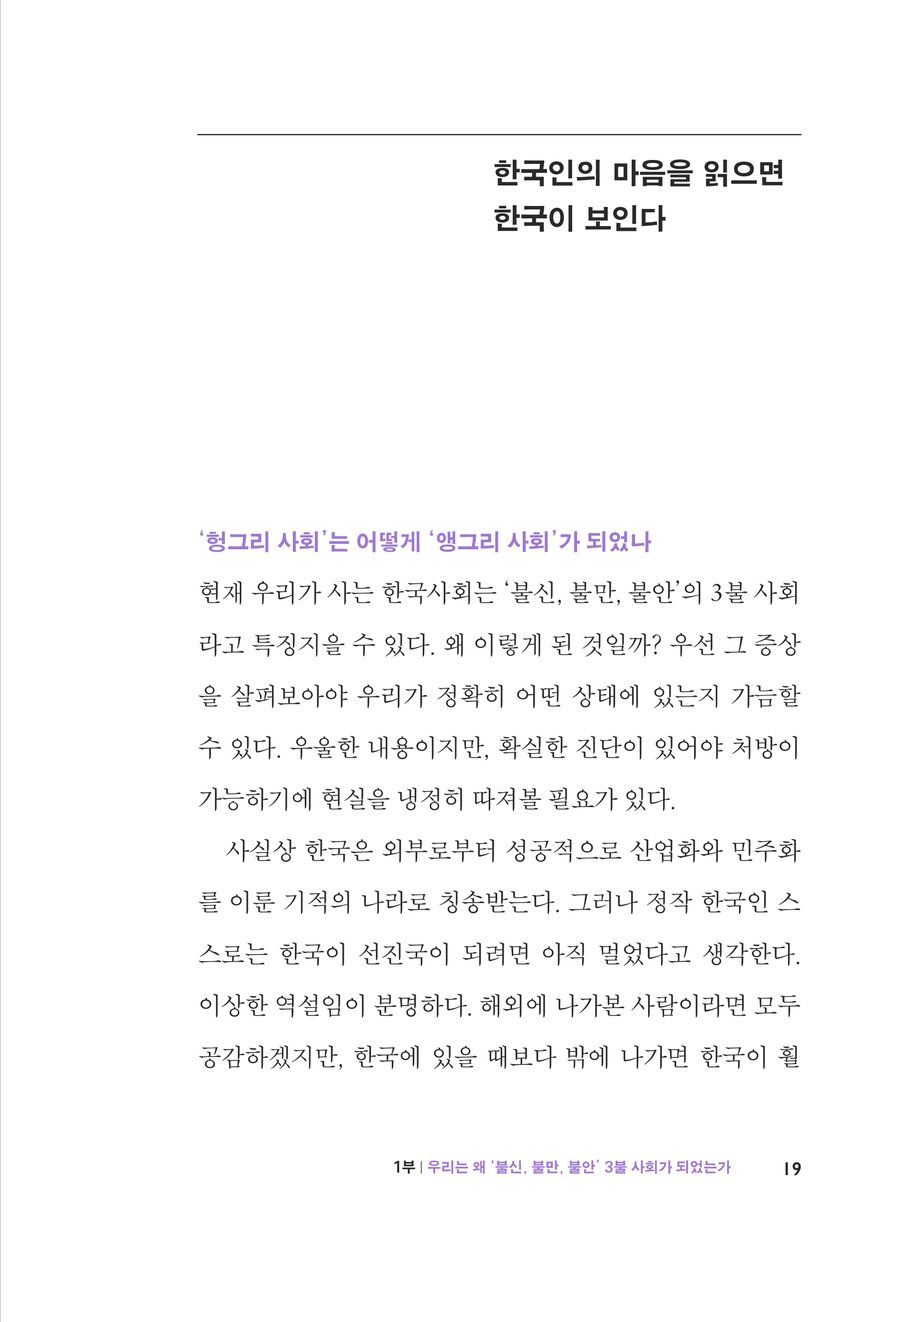 한국인의 마음을 읽으면
한국이 보인다
‘헝그리 사회’는 어떻게 ‘앵그리 사회’가 되었나
현재 우리가 사는 한국사회는 ‘불신, 불만, 불안’의 3불 사회
라고 특징지을 수 있다. 왜 이렇게 된 것일까? 우선 그 증상
을 살펴보아야 우리가 정확히 어떤 상태에 있는지 가늠할
수 있다. 우울한 내용이지만, 확실한 진단이 있어야 처방이
가능하기에 현실을 냉정히 따져볼 필요가 있다.
사실상 한국은 외부로부터 성공적으로 산업화와 민주화
를 이룬 기적의 나라로 칭송받는다. 그러나 정작 한국인 스
스로는 한국이 선진국이 되려면 아직 멀었다고 생각한다.
이상한 역설임이 분명하다. 해외에 나가본 사람이라면 모두
공감하겠지만, 한국에 있을 때보다 밖에 나가면 한국이 훨
1부 | 우리는 왜 ‘불신, 불만, 불안’ 3불 사회가 되었는가 19